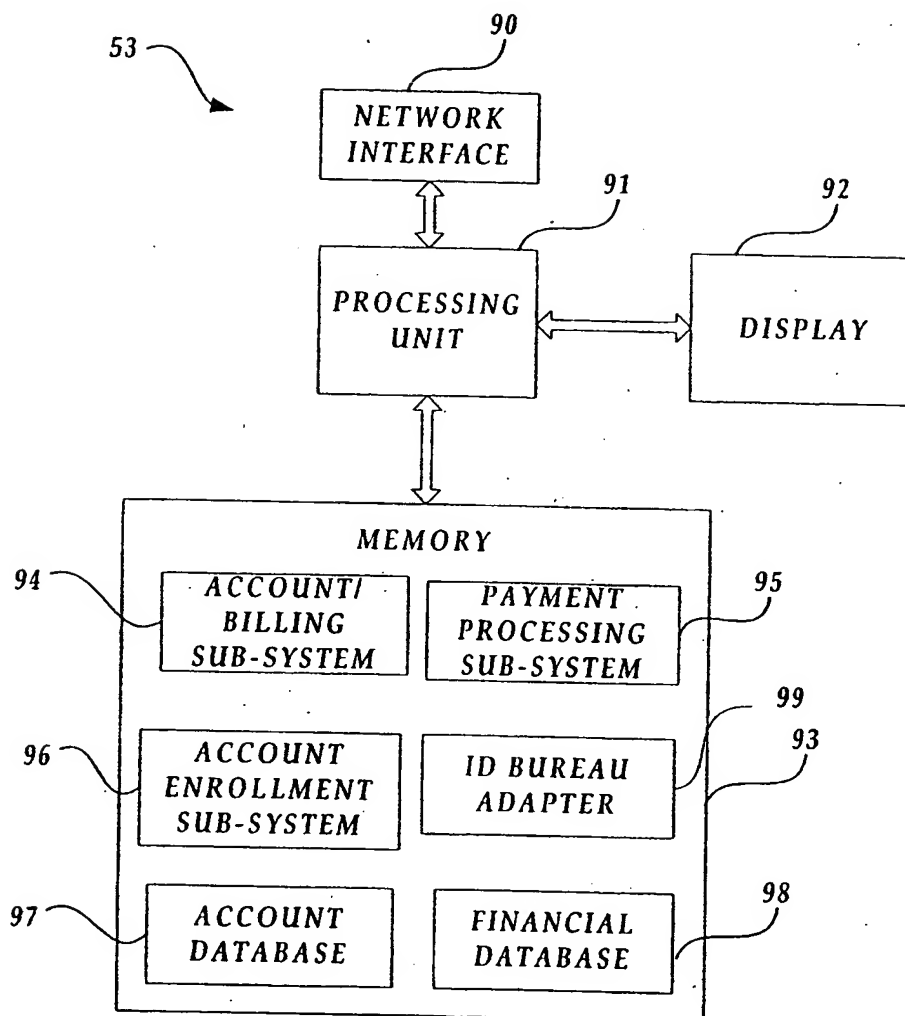 53
90
NETWORK
INTERFACE
91
92
PROCESSING
UNIT
DISPLAY
MEMORY
94
ACCOUNT/
BILLING
SUB-SYSTEM
PAYMENT
PROCESSING
SUB-SYSTEM
95
99
93
96
ACCOUNT
ENROLLMENT
SUB-SYSTEM
ID BUREAU
ADAPTER
97
ACCOUNT
DATABASE
FINANCIAL
DATABASE
98